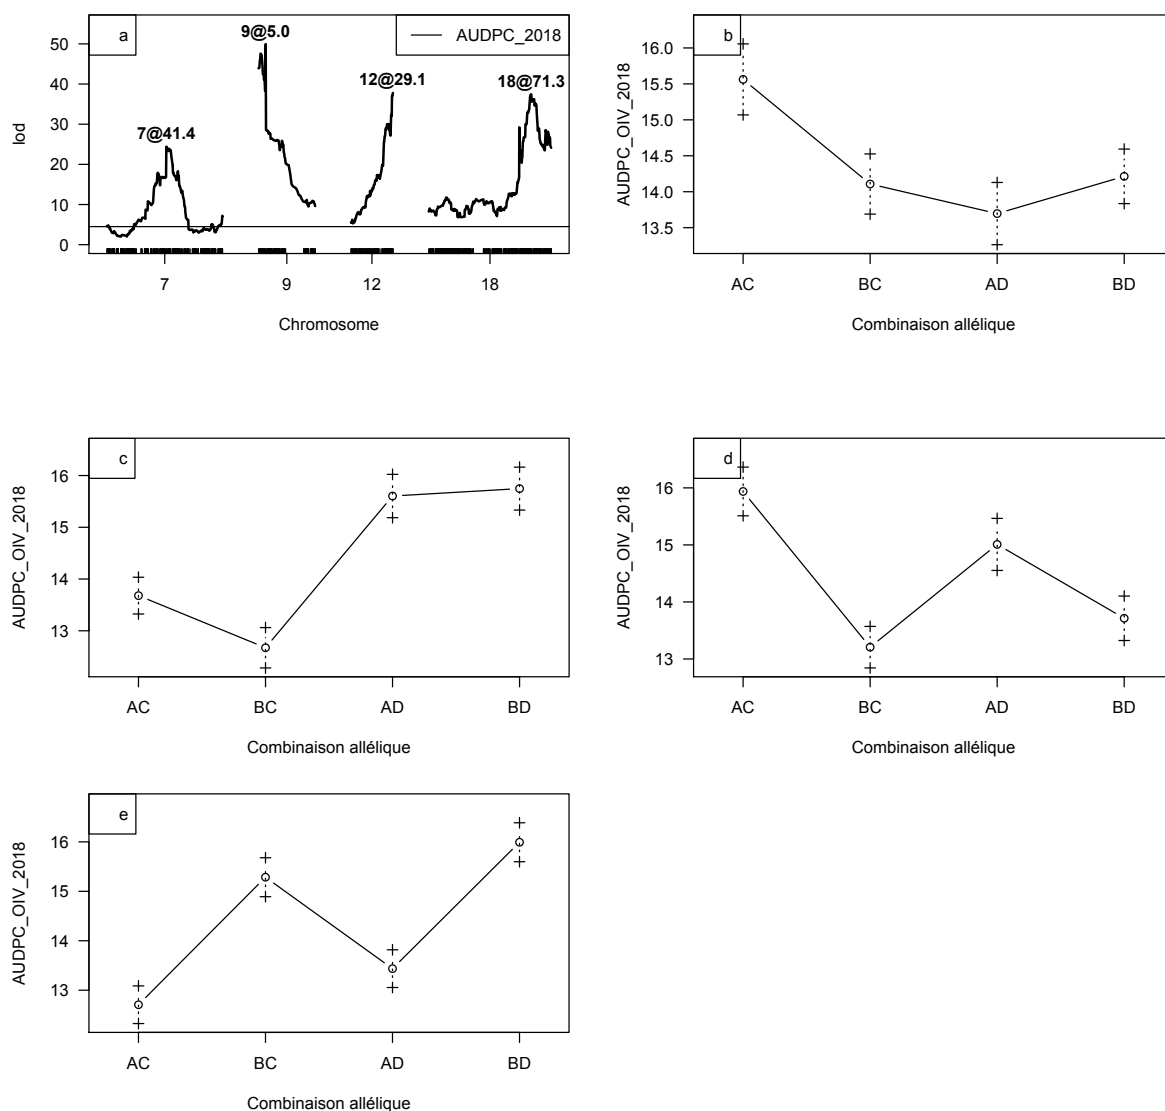 a
AUDPC_2018
9@5.0
12@29.1
18@71.3
7@41.4
50
40
30
20
10
0
lod
7 9 12 18
Chromosome
b
16.0
15.5
15.0
14.5
14.0
13.5
AUDPC_OIV_2018
AC BC AD BD
Combinaison allélique
c
16
15
14
13
AUDPC_OIV_2018
AC BC AD BD
Combinaison allélique
d
16
15
14
13
AUDPC_OIV_2018
AC BC AD BD
Combinaison allélique
e
16
15
14
13
AUDPC_OIV_2018
AC BC AD BD
Combinaison allélique